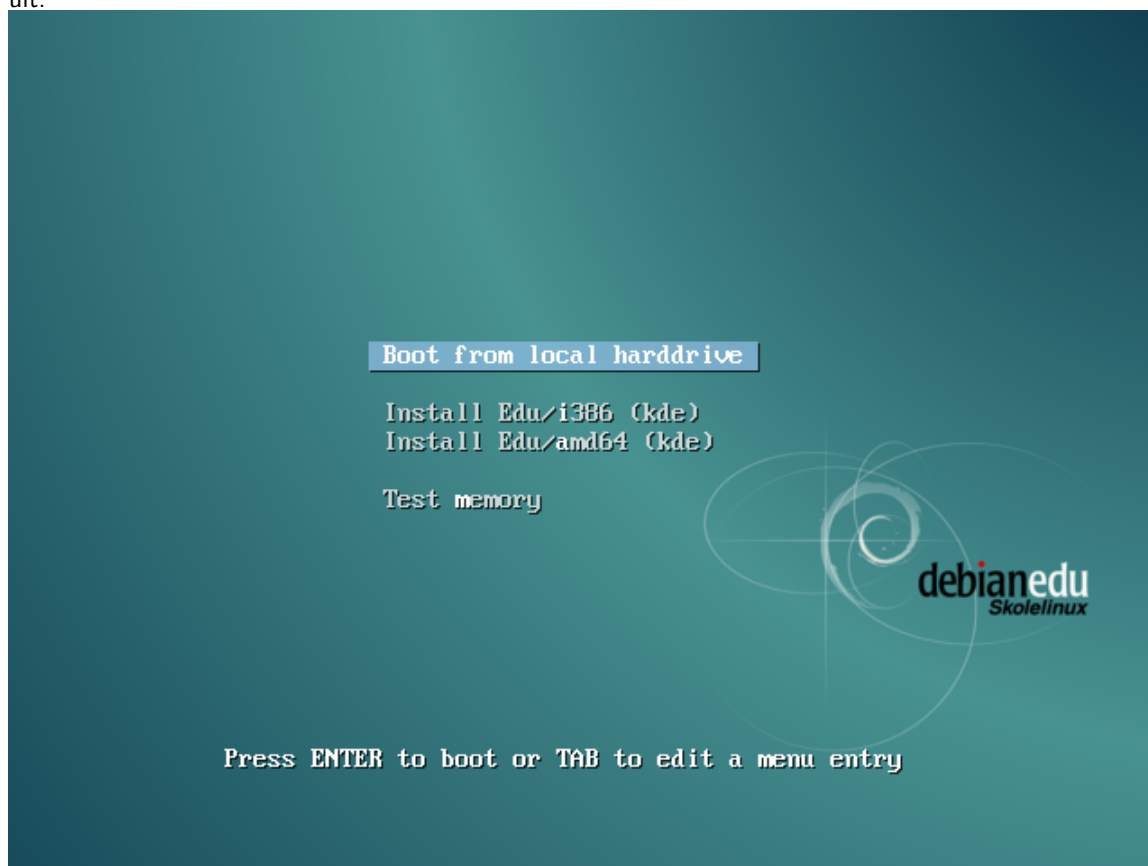 uit.
Boot from local harddrive
Install Edu/i386 (kde)
Install Edu/amd64 (kde)
Test memory
debianedu
Skolelinux
Press ENTER to boot or TAB to edit a menu entry